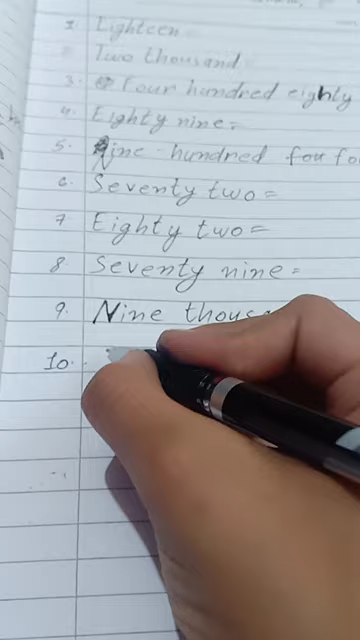 1. Eighteen
2. Two thousand
3. Four hundred eighty
4. Eighty nine =
5. Nine - hundred four
6. Seventy two =
7. Eighty two =
8. Seventy nine =
9. Nine
10.